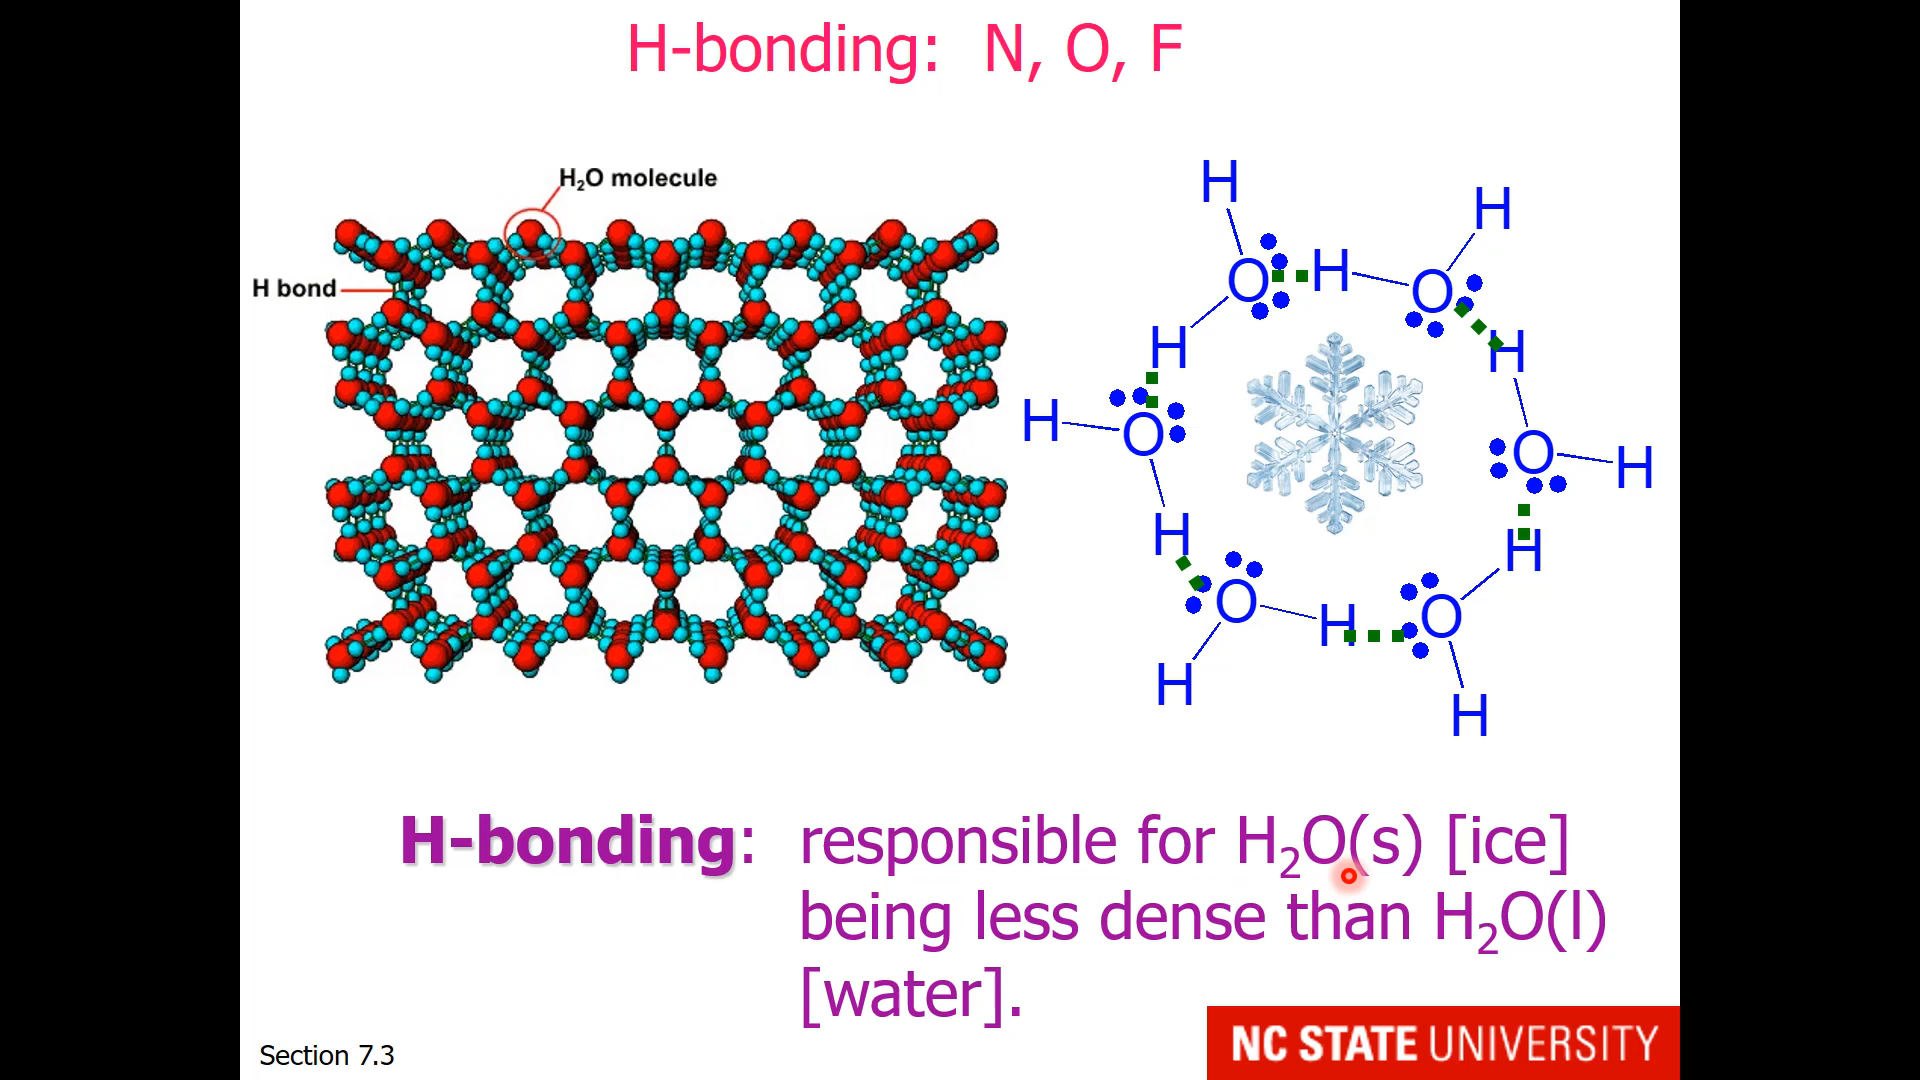 H-bonding: N, O, F
H₂O molecule
H bond
H
H
O
H
O
H
H
H
O
O
H
H
H
O
H
O
H
H
H-bonding: responsible for H₂O(s) [ice]
being less dense than H₂O(l)
[water].
Section 7.3
NC STATE UNIVERSITY